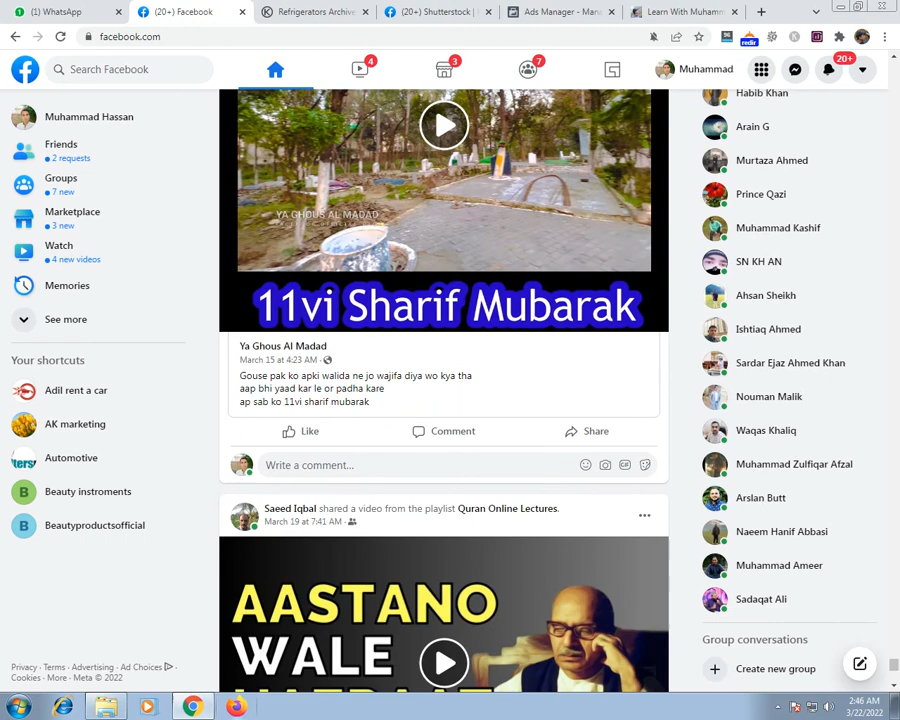 (1) WhatsApp
(20+) Facebook
Refrigerators Archive
(20+) Shutterstock |
Ads Manager - Mana
Learn With Muhamm
facebook.com
redir
Search Facebook
4
3
7
Muhammad
20+
Muhammad Hassan
Friends
2 requests
Groups
7 new
Marketplace
3 new
Watch
4 new videos
Memories
See more
Your shortcuts
Adil rent a car
AK marketing
Automotive
B Beauty instroments
B Beautyproductsofficial
Privacy · Terms · Advertising · Ad Choices ·
Cookies · More · Meta © 2022
YA GHOUS AL MADAD
11vi Sharif Mubarak
Ya Ghous Al Madad
March 15 at 4:23 AM ·
Gouse pak ko apki walida ne jo wajifa diya wo kya tha
aap bhi yaad kar le or padha kare
ap sab ko 11vi sharif mubarak
Like
Comment
Share
Write a comment...
GIF
Saeed Iqbal shared a video from the playlist Quran Online Lectures.
March 19 at 7:41 AM ·
AASTANO
WALE
Habib Khan
Arain G
Murtaza Ahmed
Prince Qazi
Muhammad Kashif
SN KH AN
Ahsan Sheikh
Ishtiaq Ahmed
Sardar Ejaz Ahmed Khan
Nouman Malik
Waqas Khaliq
Muhammad Zulfiqar Afzal
Arslan Butt
Naeem Hanif Abbasi
Muhammad Ameer
Sadaqat Ali
Group conversations
Create new group
2:46 AM
3/22/2022